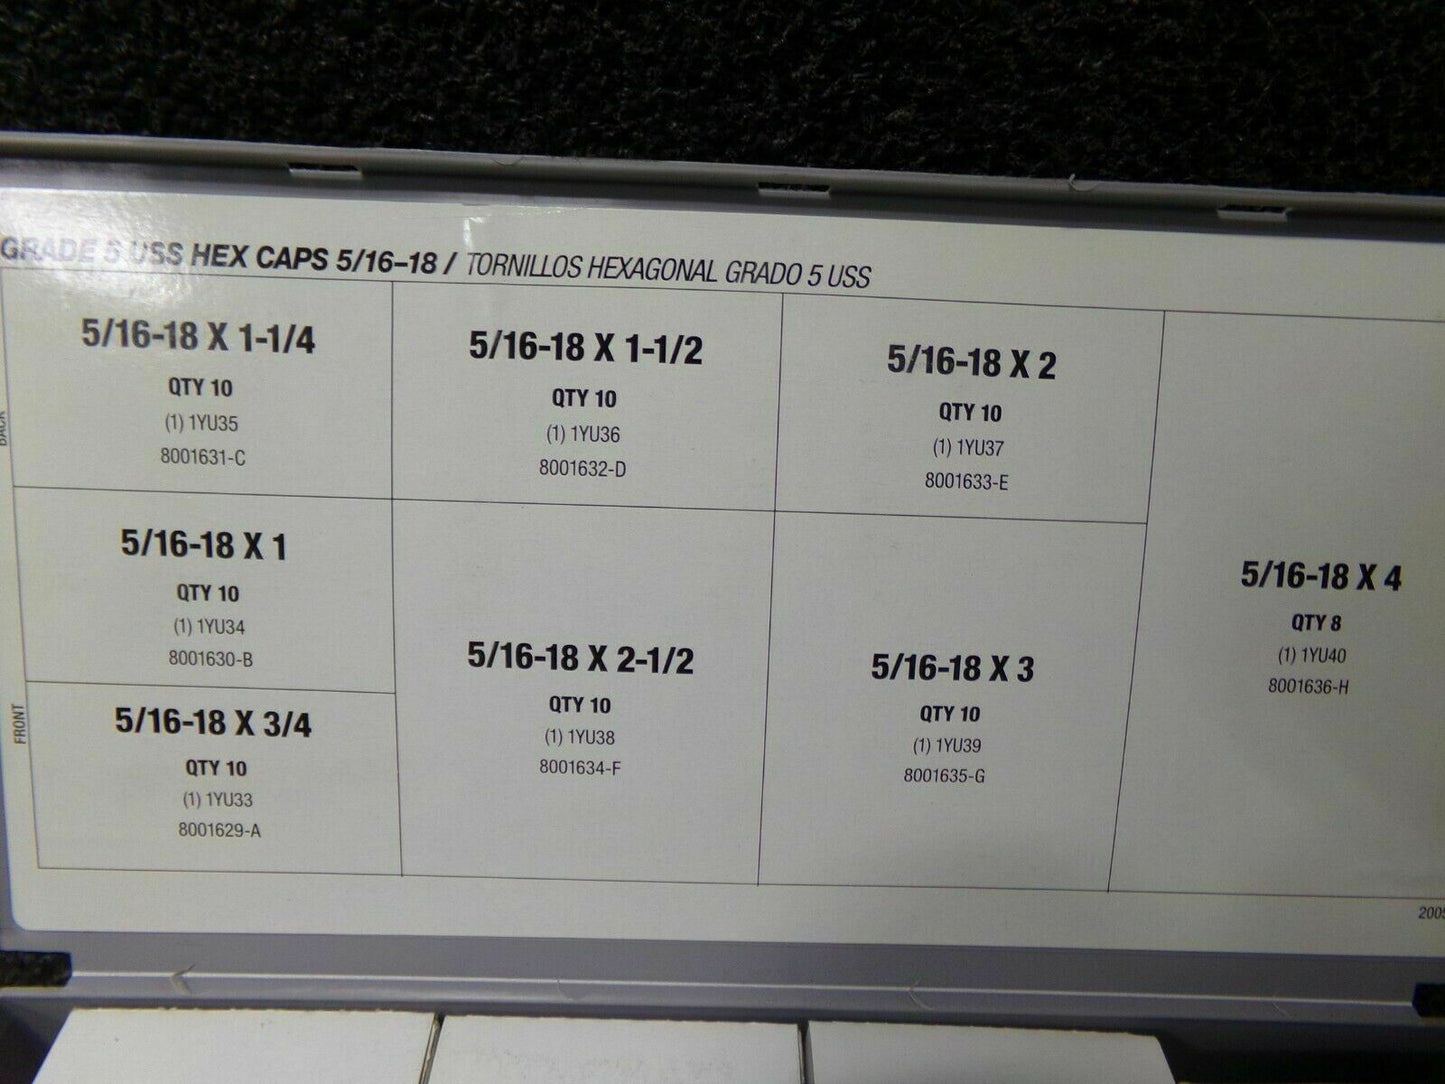 GRADE 5 USS HEX CAPS 5/16-18 / TORNILLOS HEXAGONAL GRADO 5 USS
BACK
5/16-18 X 1-1/4
QTY 10
(1) 1YU35
8001631-C
5/16-18 X 1-1/2
QTY 10
(1) 1YU36
8001632-D
5/16-18 X 2
QTY 10
(1) 1YU37
8001633-E
5/16-18 X 1
QTY 10
(1) 1YU34
8001630-B
5/16-18 X 2-1/2
QTY 10
(1) 1YU38
8001634-F
5/16-18 X 3
QTY 10
(1) 1YU39
8001635-G
5/16-18 X 4
QTY 8
(1) 1YU40
8001636-H
FRONT
5/16-18 X 3/4
QTY 10
(1) 1YU33
8001629-A